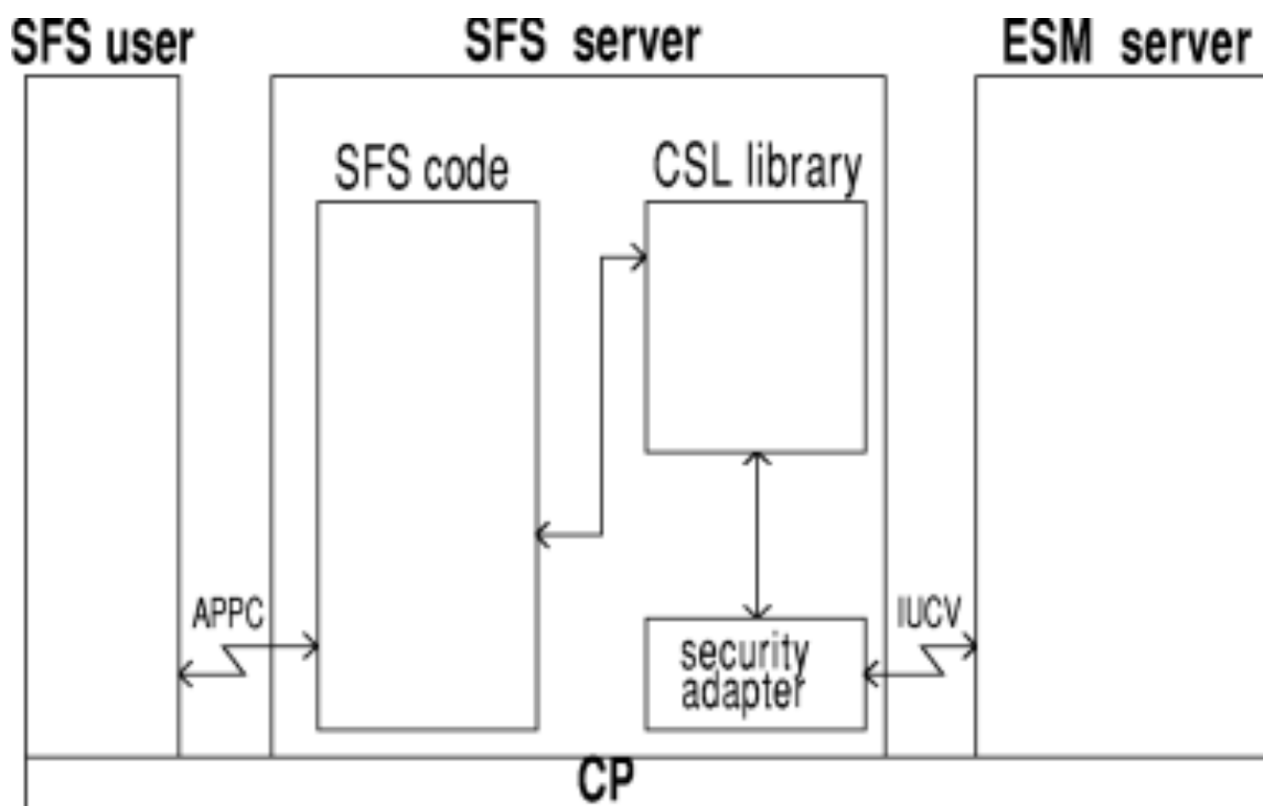 SFS user
SFS server
ESM server
SFS code
CSL library
APPC
IUCV
security
adapter
CP